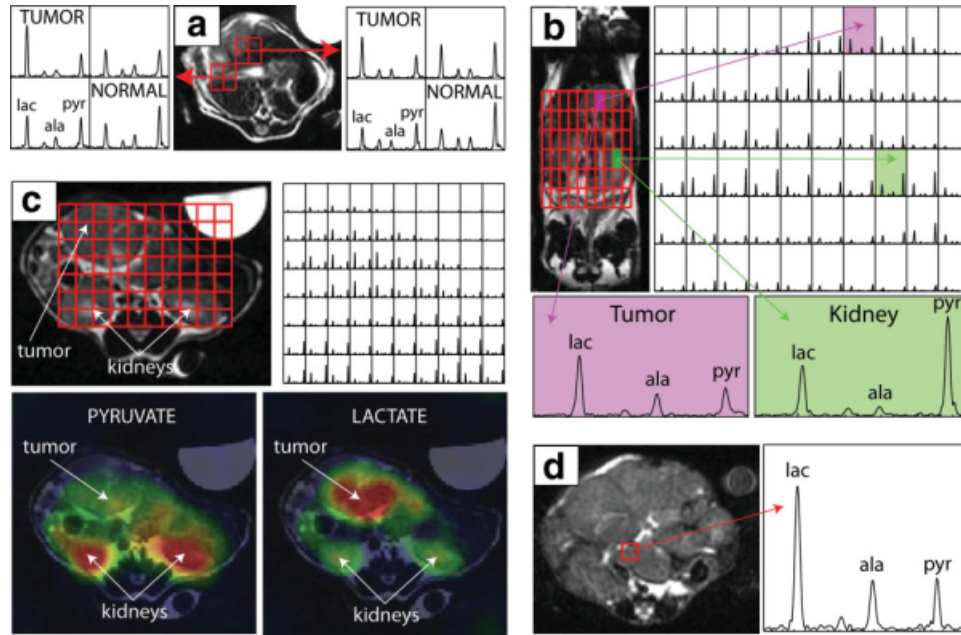 a
TUMOR
NORMAL
lac
ala
pyr
TUMOR
NORMAL
lac
ala
pyr
b
Tumor
lac
ala
pyr
Kidney
lac
ala
pyr
c
tumor
kidneys
PYRUVATE
tumor
kidneys
LACTATE
tumor
kidneys
d
lac
ala
pyr